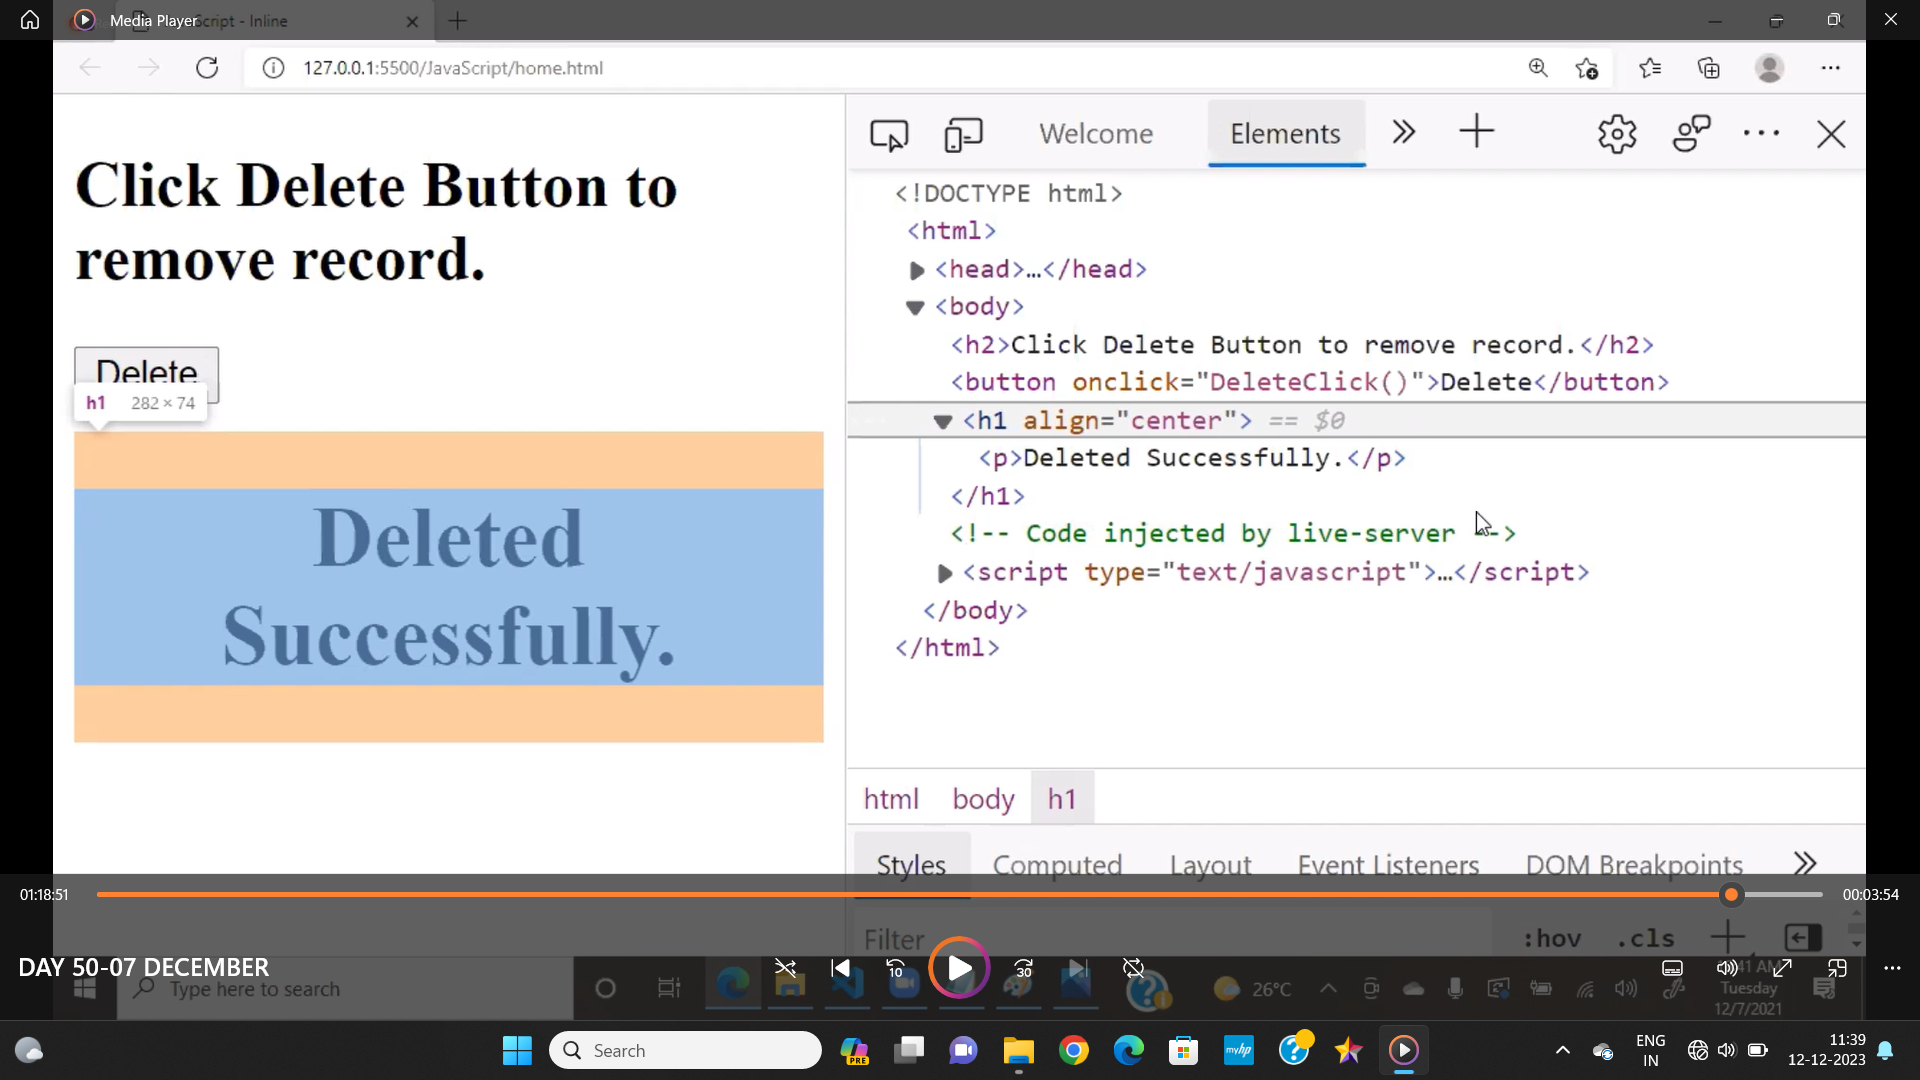 Media Player
Script - Inline
127.0.0.1:5500/JavaScript/home.html
Click Delete Button to
remove record.
Delete
h1 282 × 74
Deleted
Successfully.
Welcome
Elements
<!DOCTYPE html>
<html>
<head>…</head>
<body>
<h2>Click Delete Button to remove record.</h2>
<button onclick="DeleteClick()">Delete</button>
<h1 align="center"> == $0
<p>Deleted Successfully.</p>
</h1>
<!-- Code injected by live-server -->
<script type="text/javascript">…</script>
</body>
</html>
html body h1
Styles Computed Layout Event Listeners DOM Breakpoints
01:18:51
00:03:54
Filter
:hov .cls
DAY 50-07 DECEMBER
10
30
Type here to search
26°C
41 AM
Tuesday
12/7/2021
Search
PRE
myhp
ENG
IN
11:39
12-12-2023